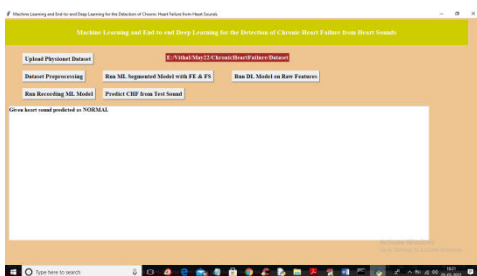 Machine Learning and End-to-end Deep Learning for the Detection of Chronic Heart Failure from Heart Sounds
Machine Learning and End-to-end Deep Learning for the Detection of Chronic Heart Failure from Heart Sounds
Upload Physionet Dataset
E:/Vithal/May22/ChronicHeartFailure/Dataset
Dataset Preprocessing
Run ML Segmented Model with FE & FS
Run DL Model on Raw Features
Run Recording ML Model
Predict CHF from Test Sound
Given heart sound predicted as NORMAL
Activate Windows
Type here to search